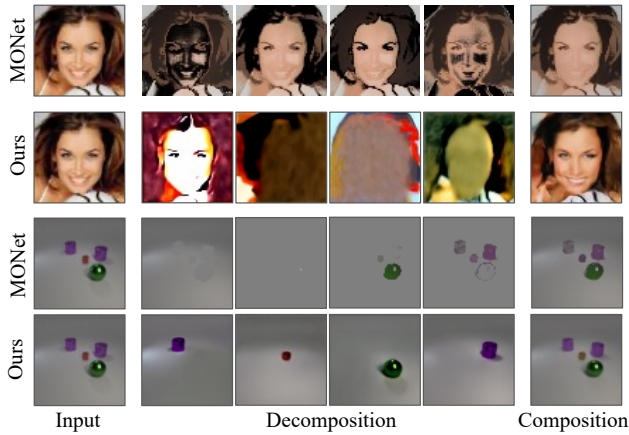 MONet
Ours
MONet
Ours
Input
Decomposition
Composition